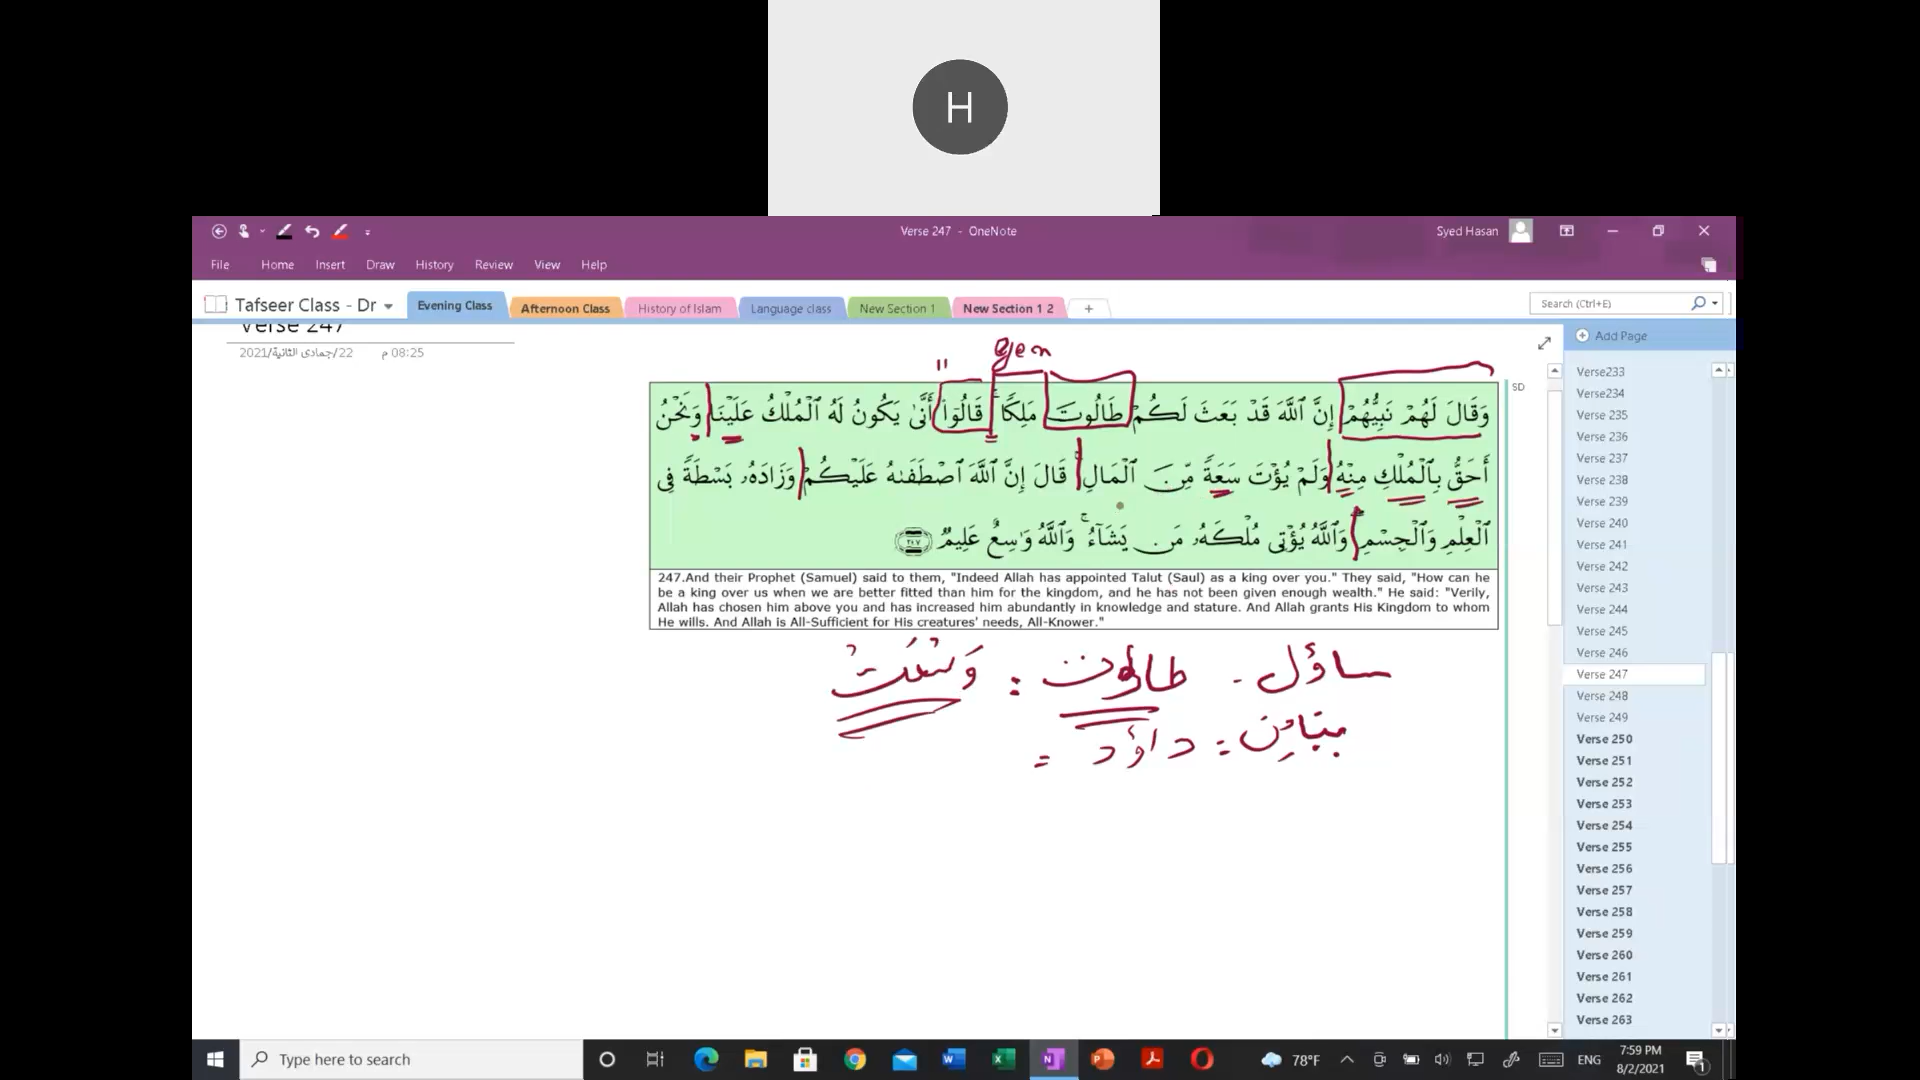 H
Verse 247 - OneNote
Syed Hasan
File Home Insert Draw History Review View Help
Tafseer Class - Dr
Evening Class
Afternoon Class
History of Islam
Language class
New Section 1
New Section 1 2
+
Search (Ctrl+E)
Verse 247
22/جمادى الثانية/2021 08:25 م
Add Page
SD
gen
وَقَالَ لَهُمْ نَبِيُّهُمْ إِنَّ ٱللَّهَ قَدْ بَعَثَ لَكُمْ طَالُوتَ مَلِكًا ۚ قَالُوٓا۟ أَنَّىٰ يَكُونُ لَهُ ٱلْمُلْكُ عَلَيْنَا وَنَحْنُ
أَحَقُّ بِٱلْمُلْكِ مِنْهُ وَلَمْ يُؤْتَ سَعَةً مِّنَ ٱلْمَالِ ۚ قَالَ إِنَّ ٱللَّهَ ٱصْطَفَىٰهُ عَلَيْكُمْ وَزَادَهُۥ بَسْطَةً فِى
ٱلْعِلْمِ وَٱلْجِسْمِ ۖ وَٱللَّهُ يُؤْتِى مُلْكَهُۥ مَن يَشَآءُ ۚ وَٱللَّهُ وَٰسِعٌ عَلِيمٌ ٢٤٧
247.And their Prophet (Samuel) said to them, "Indeed Allah has appointed Talut (Saul) as a king over you." They said, "How can he
be a king over us when we are better fitted than him for the kingdom, and he has not been given enough wealth." He said: "Verily,
Allah has chosen him above you and has increased him abundantly in knowledge and stature. And Allah grants His Kingdom to whom
He wills. And Allah is All-Sufficient for His creatures' needs, All-Knower."
ساؤل - طالوت :
= داؤد =
Verse233
Verse234
Verse 235
Verse 236
Verse 237
Verse 238
Verse 239
Verse 240
Verse 241
Verse 242
Verse 243
Verse 244
Verse 245
Verse 246
Verse 247
Verse 248
Verse 249
Verse 250
Verse 251
Verse 252
Verse 253
Verse 254
Verse 255
Verse 256
Verse 257
Verse 258
Verse 259
Verse 260
Verse 261
Verse 262
Verse 263
Type here to search
78°F
ENG
7:59 PM
8/2/2021
1